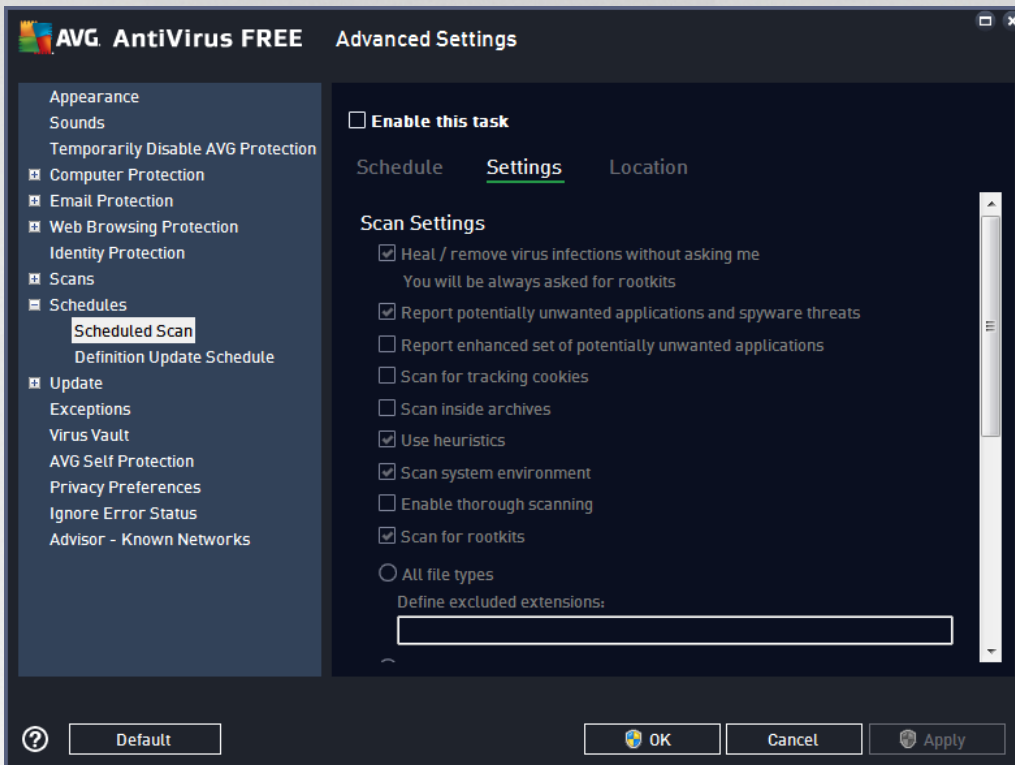 AVG. AntiVirus FREE Advanced Settings
Appearance
Sounds
Temporarily Disable AVG Protection
Computer Protection
Email Protection
Web Browsing Protection
Identity Protection
Scans
Schedules
Scheduled Scan
Definition Update Schedule
Update
Exceptions
Virus Vault
AVG Self Protection
Privacy Preferences
Ignore Error Status
Advisor - Known Networks
Enable this task
Schedule Settings Location
Scan Settings
Heal / remove virus infections without asking me
You will be always asked for rootkits
Report potentially unwanted applications and spyware threats
Report enhanced set of potentially unwanted applications
Scan for tracking cookies
Scan inside archives
Use heuristics
Scan system environment
Enable thorough scanning
Scan for rootkits
All file types
Define excluded extensions:
? Default OK Cancel Apply